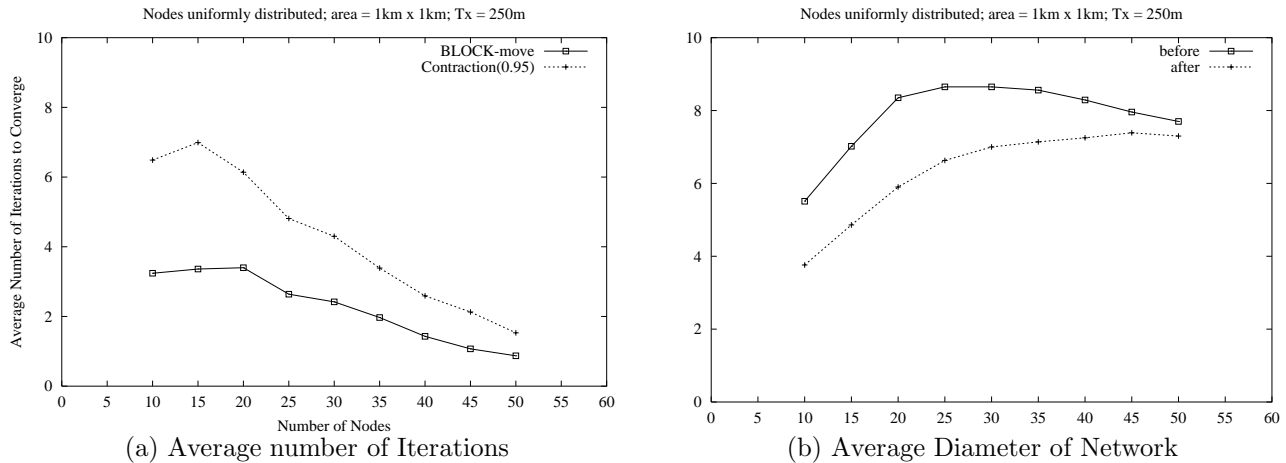 Nodes uniformly distributed; area = 1km x 1km; Tx = 250m
10
8
6
4
2
0
Average Number of Iterations to Converge
BLOCK-move
Contraction(0.95)
0 5 10 15 20 25 30 35 40 45 50 55 60
Number of Nodes
(a) Average number of Iterations
Nodes uniformly distributed; area = 1km x 1km; Tx = 250m
10
8
6
4
2
0
before
after
0 5 10 15 20 25 30 35 40 45 50 55 60
(b) Average Diameter of Network